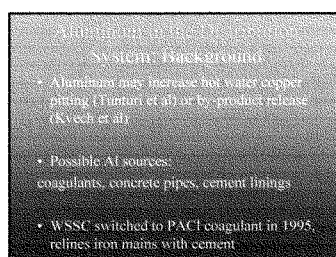 Aluminum in the Distribution
System: Background
• Aluminum may increase hot water copper
pitting (Tunturi et al) or by-product release
(Kvech et al)
• Possible Al sources:
coagulants, concrete pipes, cement linings
• WSSC switched to PACl coagulant in 1995,
relines iron mains with cement